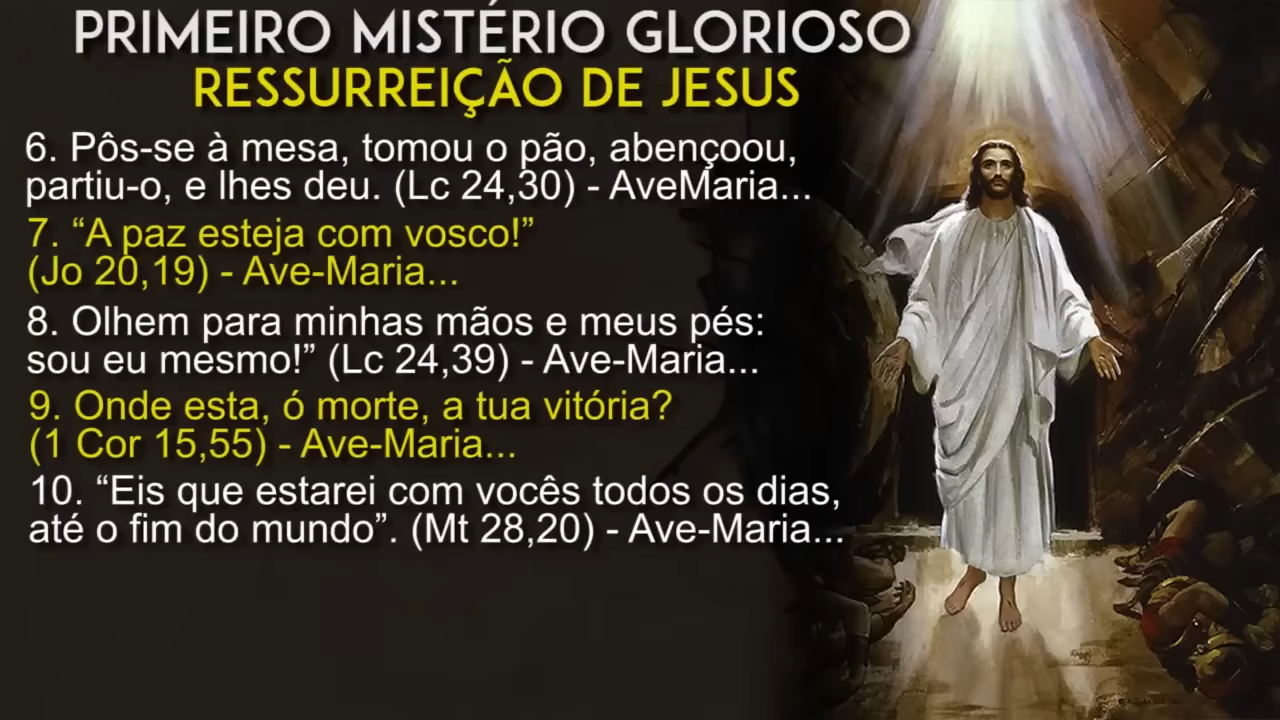 PRIMEIRO MISTÉRIO GLORIOSO
RESSURREIÇÃO DE JESUS
6. Pôs-se à mesa, tomou o pão, abençoou,
partiu-o, e lhes deu. (Lc 24,30) - AveMaria...
7. “A paz esteja com vosco!”
(Jo 20,19) - Ave-Maria...
8. Olhem para minhas mãos e meus pés:
sou eu mesmo!” (Lc 24,39) - Ave-Maria...
9. Onde esta, ó morte, a tua vitória?
(1 Cor 15,55) - Ave-Maria...
10. “Eis que estarei com vocês todos os dias,
até o fim do mundo”. (Mt 28,20) - Ave-Maria...